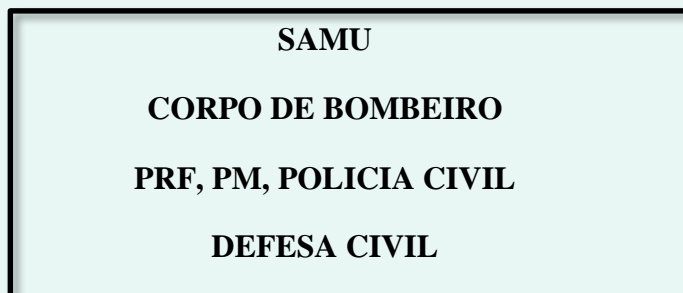 SAMU
CORPO DE BOMBEIRO
PRF, PM, POLICIA CIVIL
DEFESA CIVIL